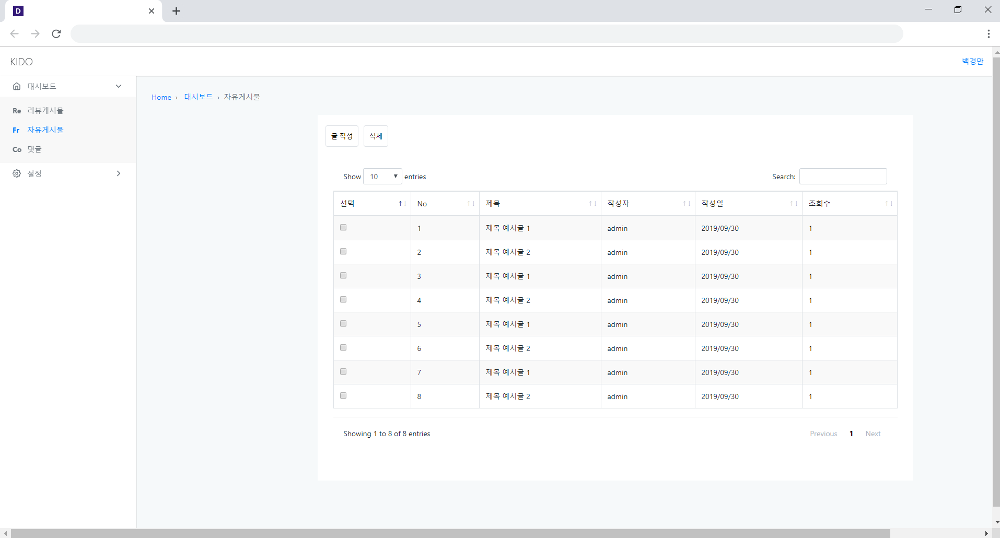 D
KIDO
백경만
대시보드
Re 리뷰게시물
Fr 자유게시물
Co 댓글
설정
Home › 대시보드 › 자유게시물
글 작성 삭제
Show 10 entries Search:
선택 No 제목 작성자 작성일 조회수
1 제목 예시글 1 admin 2019/09/30 1
2 제목 예시글 2 admin 2019/09/30 1
3 제목 예시글 1 admin 2019/09/30 1
4 제목 예시글 2 admin 2019/09/30 1
5 제목 예시글 1 admin 2019/09/30 1
6 제목 예시글 2 admin 2019/09/30 1
7 제목 예시글 1 admin 2019/09/30 1
8 제목 예시글 2 admin 2019/09/30 1
Showing 1 to 8 of 8 entries Previous 1 Next